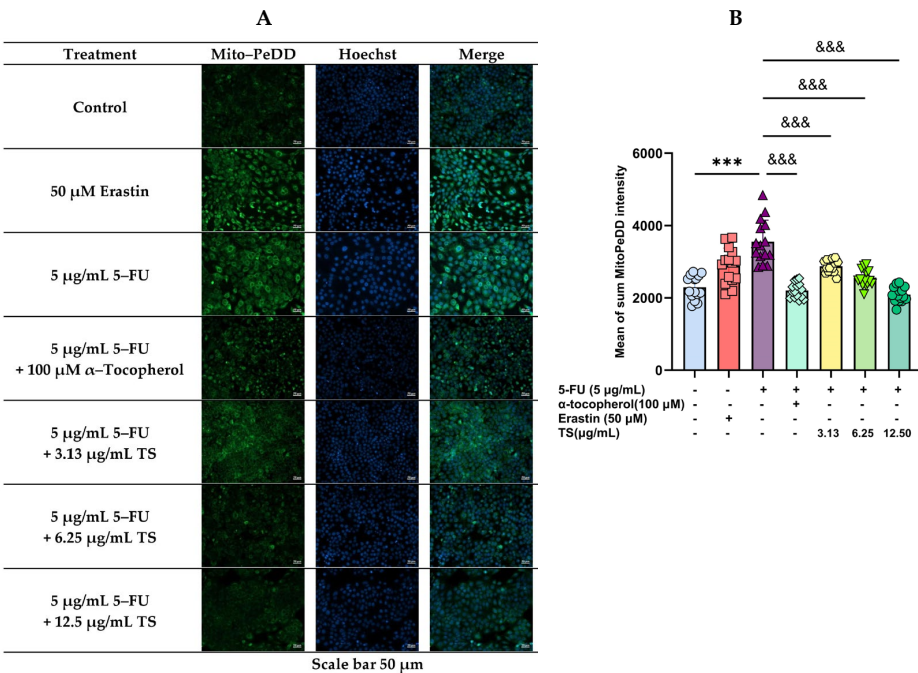 A
Treatment Mito–PeDD Hoechst Merge
Control
50 µM Erastin
5 µg/mL 5–FU
5 µg/mL 5–FU
+ 100 µM α–Tocopherol
5 µg/mL 5–FU
+ 3.13 µg/mL TS
5 µg/mL 5–FU
+ 6.25 µg/mL TS
5 µg/mL 5–FU
+ 12.5 µg/mL TS
Scale bar 50 µm
B
&&&
&&&
&&&
*** &&&
Mean of sum MitoPeDD intensity
6000
4000
2000
0
5-FU (5 µg/mL) - - + + + + +
α-tocopherol(100 µM) - - - + - - -
Erastin (50 µM) - + - - - - -
TS(µg/mL) - - - - 3.13 6.25 12.50